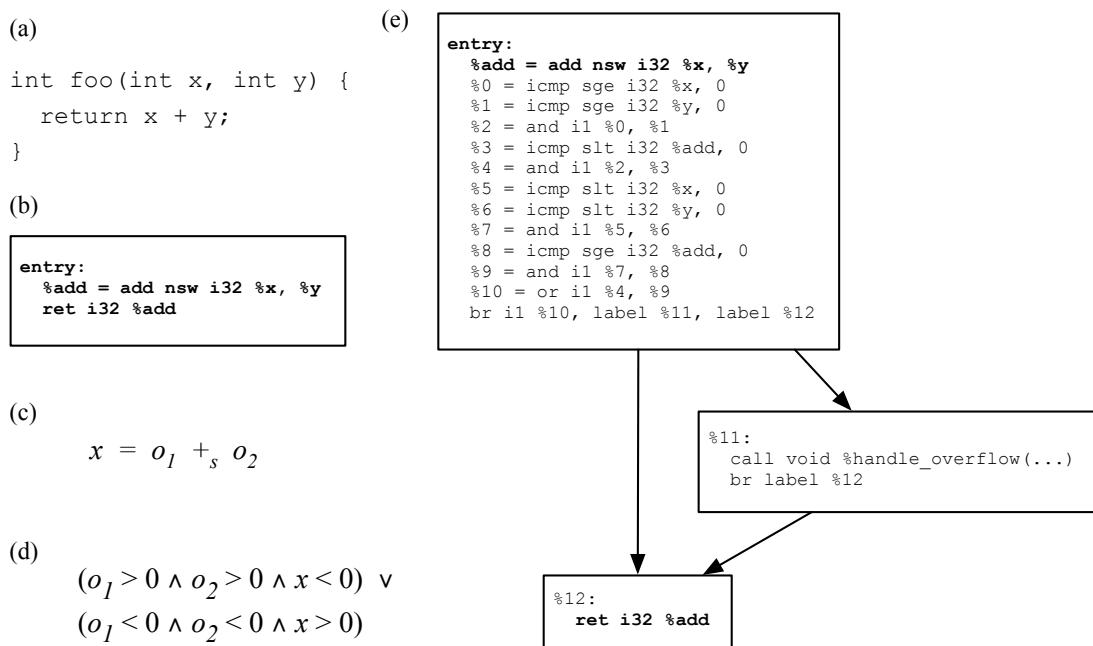 (a)
int foo(int x, int y) {
  return x + y;
}
(b)
entry:
  %add = add nsw i32 %x, %y
  ret i32 %add
(c)
x = o1 +s o2
(d)
(o1 > 0 ∧ o2 > 0 ∧ x < 0) ∨
(o1 < 0 ∧ o2 < 0 ∧ x > 0)
(e)
entry:
  %add = add nsw i32 %x, %y
  %0 = icmp sge i32 %x, 0
  %1 = icmp sge i32 %y, 0
  %2 = and i1 %0, %1
  %3 = icmp slt i32 %add, 0
  %4 = and i1 %2, %3
  %5 = icmp slt i32 %x, 0
  %6 = icmp slt i32 %y, 0
  %7 = and i1 %5, %6
  %8 = icmp sge i32 %add, 0
  %9 = and i1 %7, %8
  %10 = or i1 %4, %9
  br i1 %10, label %11, label %12
%11:
  call void %handle_overflow(...)
  br label %12
%12:
  ret i32 %add